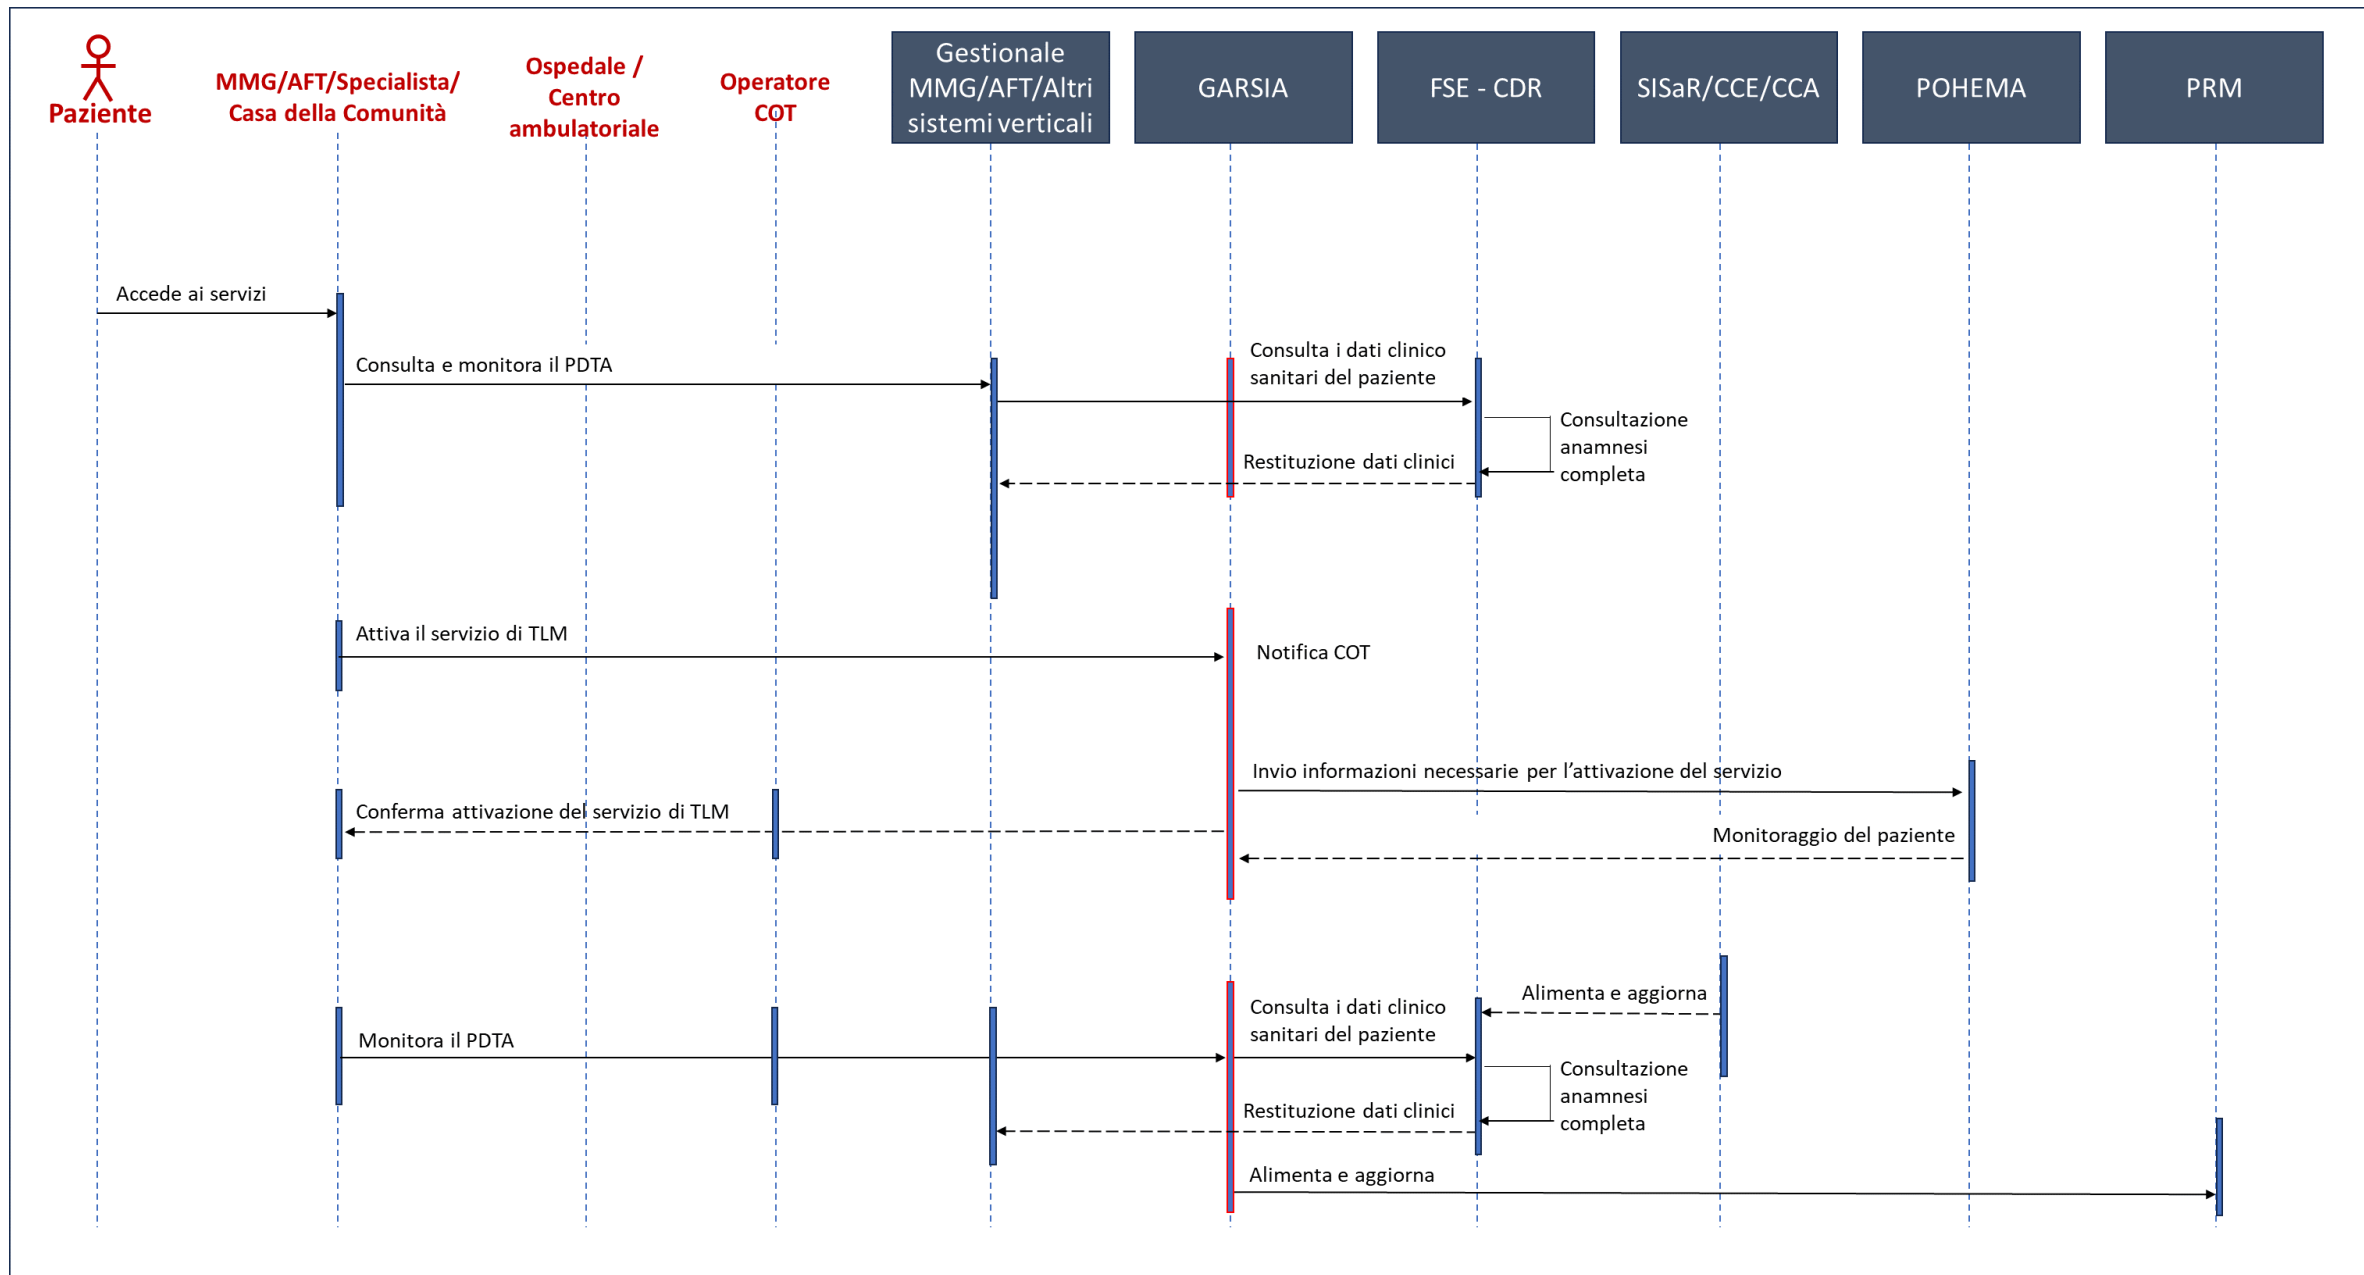 Paziente
MMG/AFT/Specialista/
Casa della Comunità
Ospedale /
Centro
ambulatoriale
Operatore
COT
Gestionale
MMG/AFT/Altri
sistemi verticali
GARSIA
FSE - CDR
SISaR/CCE/CCA
POHEMA
PRM
Accede ai servizi
Consulta e monitora il PDTA
Consulta i dati clinico
sanitari del paziente
Consultazione
anamnesi
completa
Restituzione dati clinici
Attiva il servizio di TLM
Notifica COT
Invio informazioni necessarie per l’attivazione del servizio
Conferma attivazione del servizio di TLM
Monitoraggio del paziente
Alimenta e aggiorna
Consulta i dati clinico
sanitari del paziente
Monitora il PDTA
Consultazione
anamnesi
completa
Restituzione dati clinici
Alimenta e aggiorna